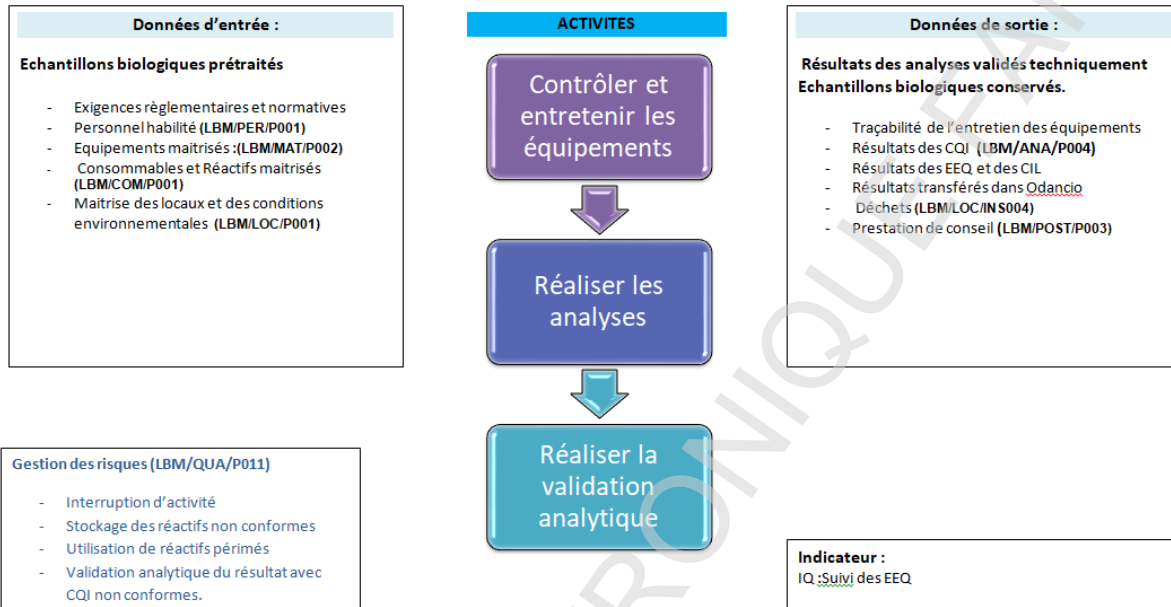 Données d'entrée :
Echantillons biologiques prétraités
- Exigences règlementaires et normatives
- Personnel habilité (LBM/PER/P001)
- Equipements maitrisés :(LBM/MAT/P002)
- Consommables et Réactifs maitrisés
(LBM/COM/P001)
- Maitrise des locaux et des conditions
environnementales (LBM/LOC/P001)
ACTIVITES
Contrôler et
entretenir les
équipements
Réaliser les
analyses
Réaliser la
validation
analytique
Données de sortie :
Résultats des analyses validés techniquement
Echantillons biologiques conservés.
- Traçabilité de l'entretien des équipements
- Résultats des CQI (LBM/ANA/P004)
- Résultats des EEQ et des CIL
- Résultats transférés dans Odancio
- Déchets (LBM/LOC/INS004)
- Prestation de conseil (LBM/POST/P003)
Gestion des risques (LBM/QUA/P011)
- Interruption d'activité
- Stockage des réactifs non conformes
- Utilisation de réactifs périmés
- Validation analytique du résultat avec
CQI non conformes.
Indicateur :
IQ :Suivi des EEQ